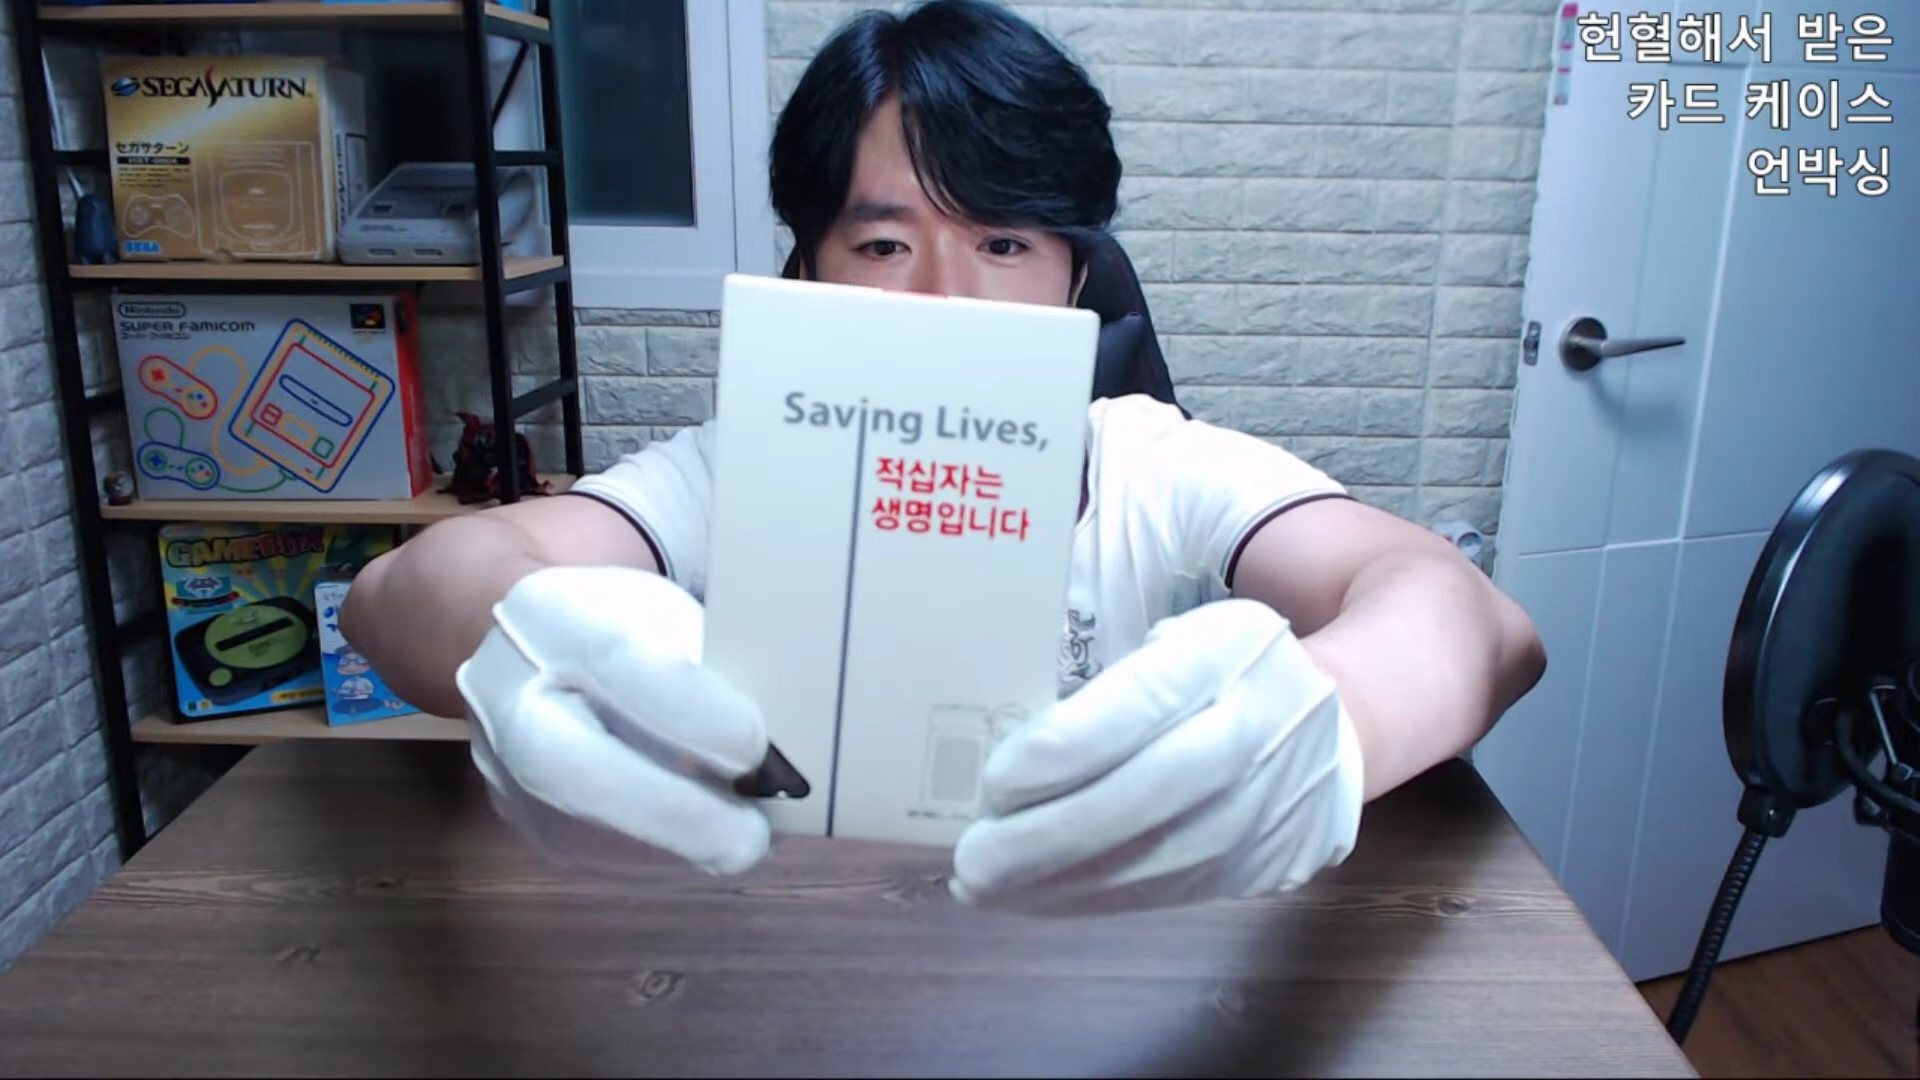 헌혈해서 받은
카드 케이스
언박싱
SEGA SATURN
セガサターン
HST-0004
SEGA
Nintendo
SUPER FAMICOM
スーパーファミコン
Saving Lives,
적십자는
생명입니다